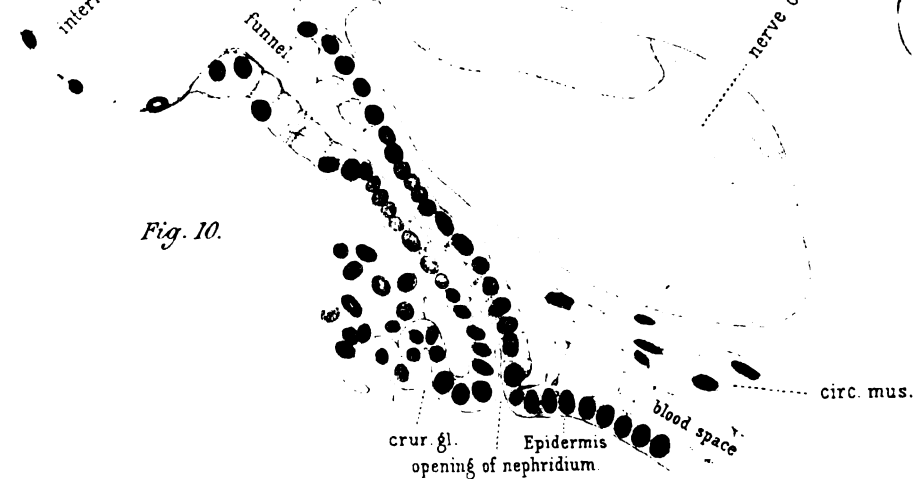 funnel.
nerve
Fig. 10.
circ. mus.
blood space
crur. gl.
Epidermis
opening of nephridium.